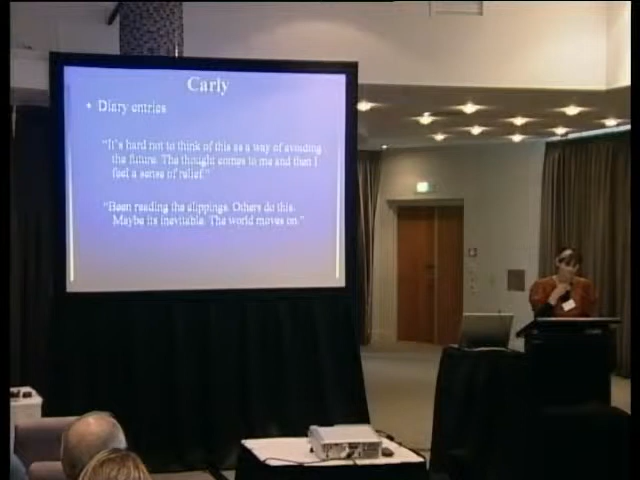 Carly
• Diary entries
"It's hard not to think of this as a way of avoiding
the future. The thought comes to me and then I
feel a sense of relief."
"Been reading the clippings. Others do this.
Maybe its inevitable. The world moves on."